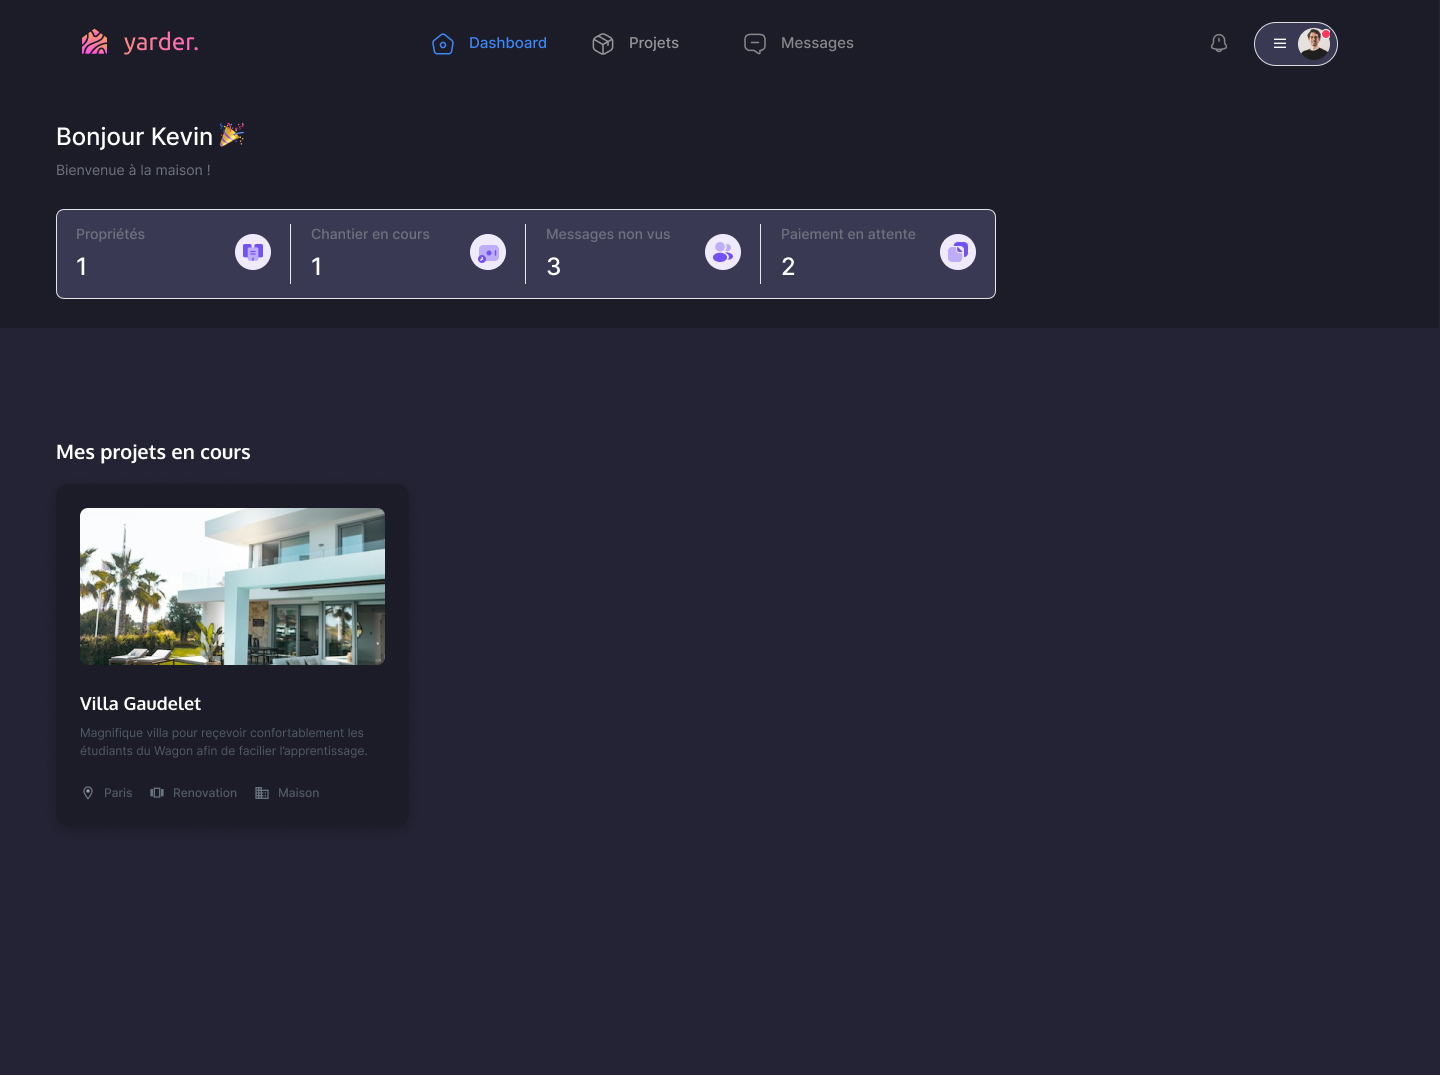 yarder.
Dashboard
Projets
Messages
Bonjour Kevin 🎉
Bienvenue à la maison !
Propriétés
1
Chantier en cours
1
Messages non vus
3
Paiement en attente
2
Mes projets en cours
Villa Gaudelet
Magnifique villa pour reçevoir confortablement les
étudiants du Wagon afin de facilier l'apprentissage.
Paris
Renovation
Maison